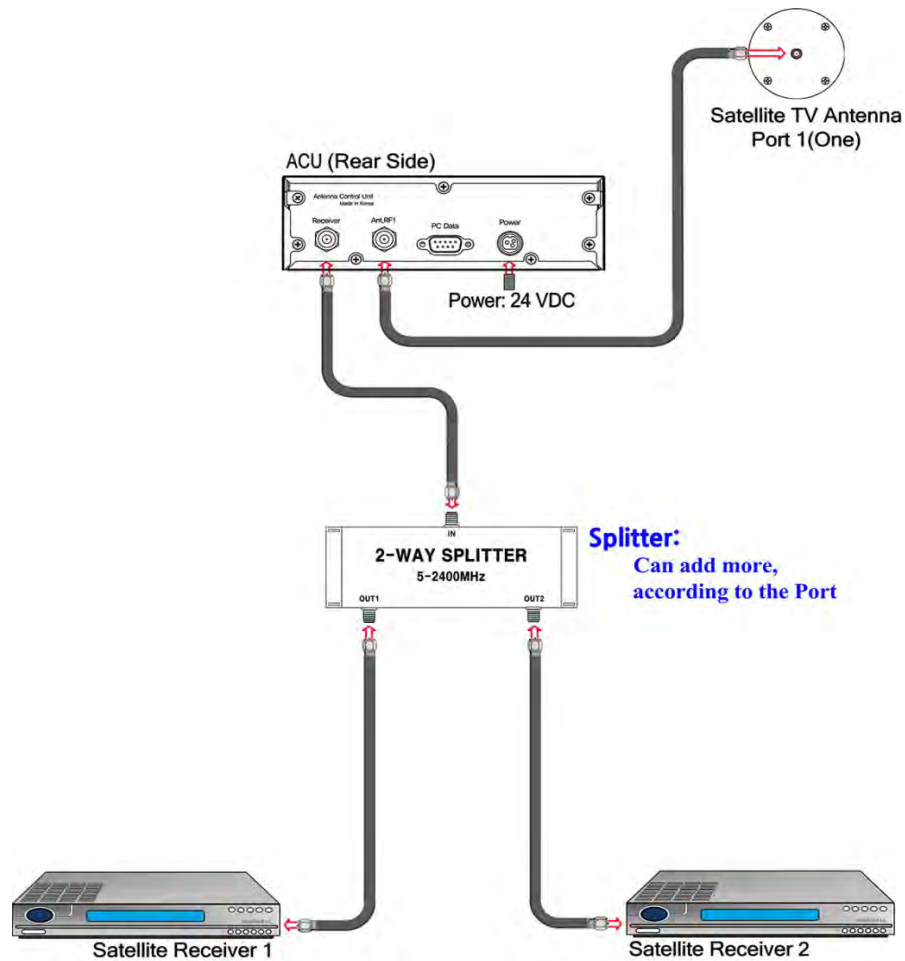 Satellite TV Antenna
Port 1(One)
ACU (Rear Side)
Antenna Control Unit
Made in Korea
Receiver
Ant.RF1
PC Data
Power
Power: 24 VDC
IN
2-WAY SPLITTER
5-2400MHz
OUT1
OUT2
Splitter:
Can add more,
according to the Port
Satellite Receiver 1
Satellite Receiver 2